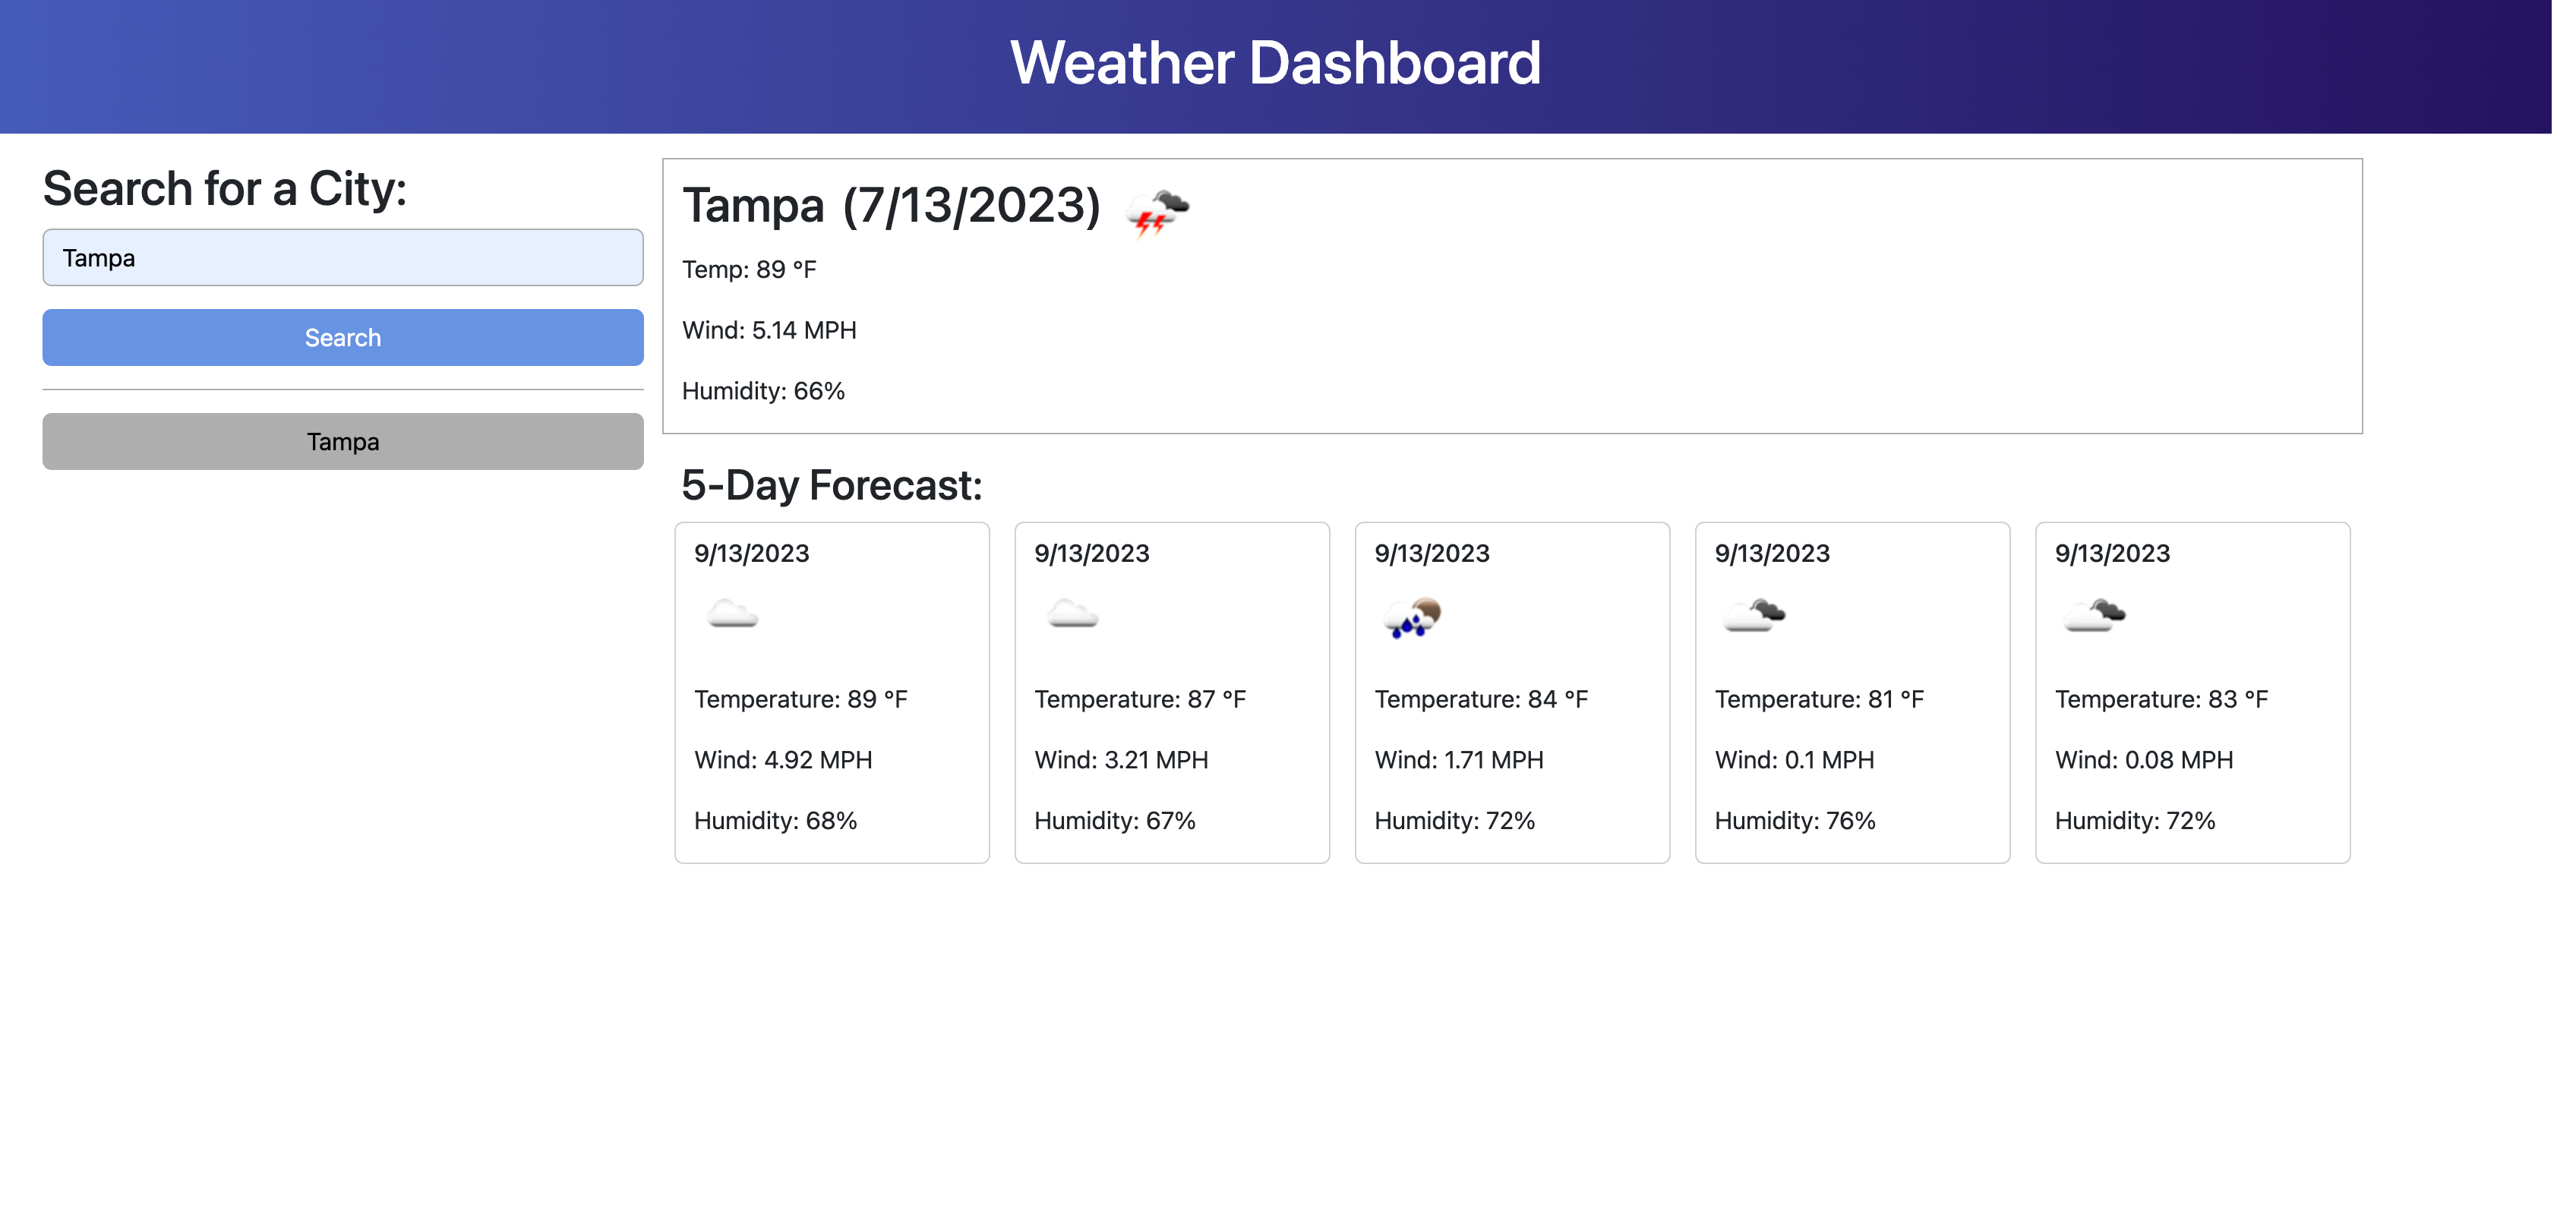 Weather Dashboard
Search for a City:
Tampa
Search
Tampa
Tampa (7/13/2023)
Temp: 89 °F
Wind: 5.14 MPH
Humidity: 66%
5-Day Forecast:
9/13/2023
Temperature: 89 °F
Wind: 4.92 MPH
Humidity: 68%
9/13/2023
Temperature: 87 °F
Wind: 3.21 MPH
Humidity: 67%
9/13/2023
Temperature: 84 °F
Wind: 1.71 MPH
Humidity: 72%
9/13/2023
Temperature: 81 °F
Wind: 0.1 MPH
Humidity: 76%
9/13/2023
Temperature: 83 °F
Wind: 0.08 MPH
Humidity: 72%